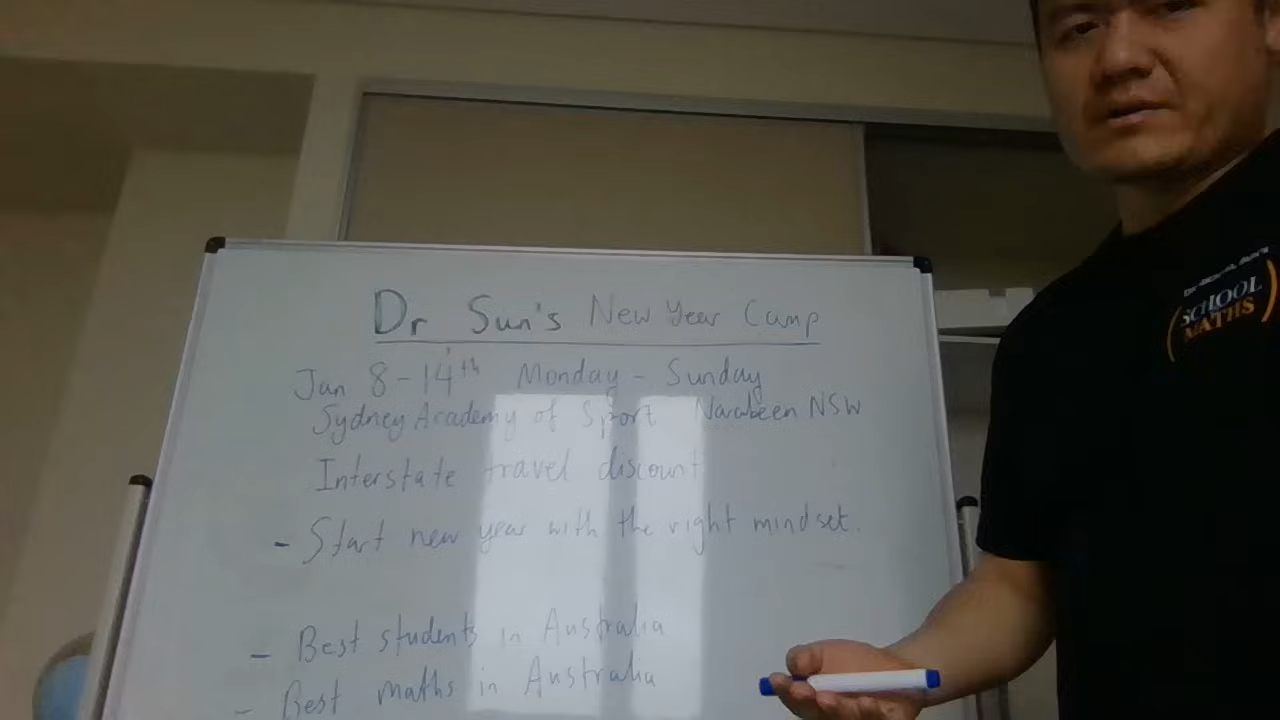 Dr Sun's New Year Camp
Jan 8-14th Monday - Sunday
Sydney Academy of Sport Narabeen NSW
Interstate travel discount
- Start new year with the right mindset.
- Best students in Australia
- Best maths in Australia
SCHOOL
MATHS